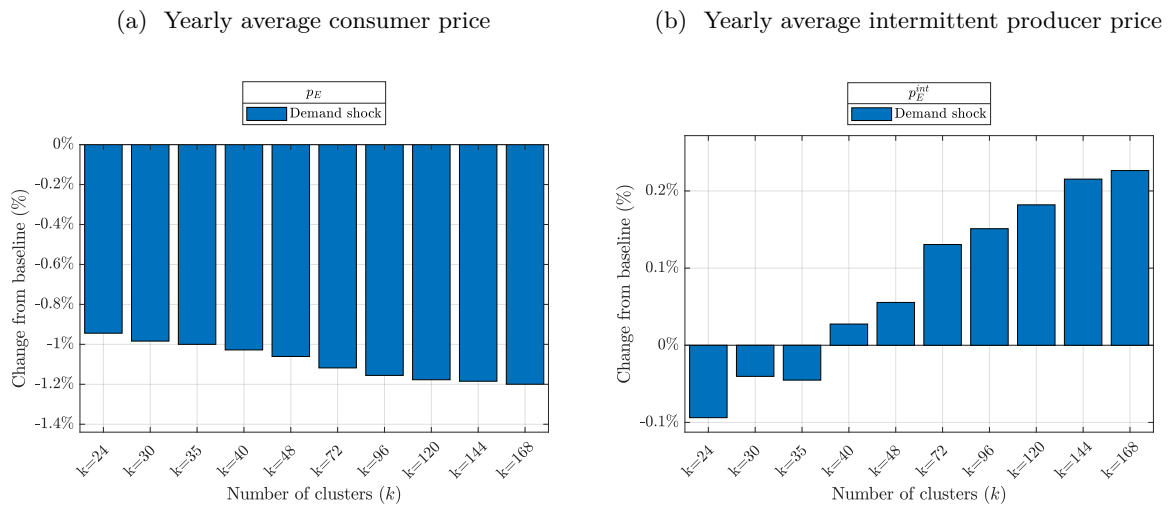 (a) Yearly average consumer price
p_E
Demand shock
Change from baseline (%)
0%
-0.2%
-0.4%
-0.6%
-0.8%
-1%
-1.2%
-1.4%
k=24
k=30
k=35
k=40
k=48
k=72
k=96
k=120
k=144
k=168
Number of clusters (k)
(b) Yearly average intermittent producer price
p_E^int
Demand shock
Change from baseline (%)
0.2%
0.1%
0%
-0.1%
k=24
k=30
k=35
k=40
k=48
k=72
k=96
k=120
k=144
k=168
Number of clusters (k)